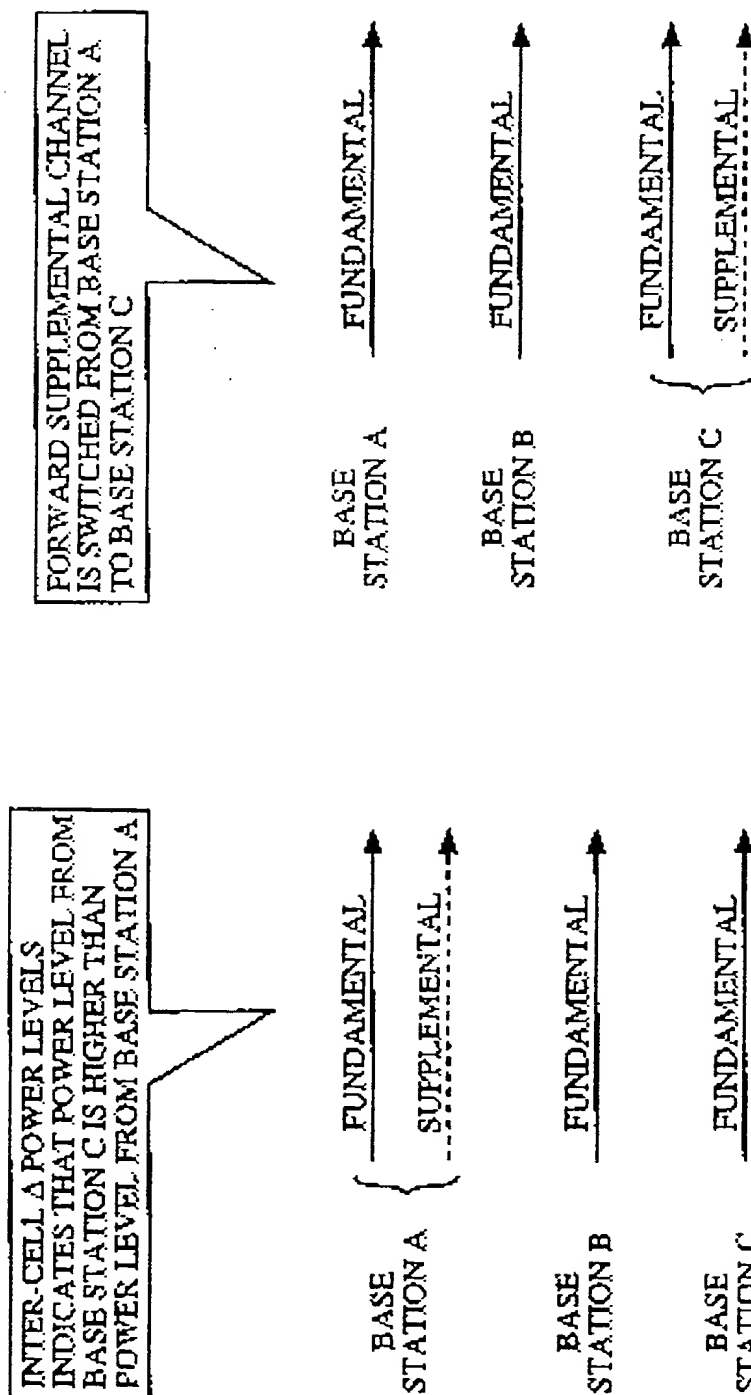 INTER-CELL Δ POWER LEVELS
INDICATES THAT POWER LEVEL FROM
BASE STATION C IS HIGHER THAN
POWER LEVEL FROM BASE STATION A
BASE
STATION A
FUNDAMENTAL
SUPPLEMENTAL
BASE
STATION B
FUNDAMENTAL
BASE
STATION C
FUNDAMENTAL
FORWARD SUPPLEMENTAL CHANNEL
IS SWITCHED FROM BASE STATION A
TO BASE STATION C
BASE
STATION A
FUNDAMENTAL
BASE
STATION B
FUNDAMENTAL
BASE
STATION C
FUNDAMENTAL
SUPPLEMENTAL